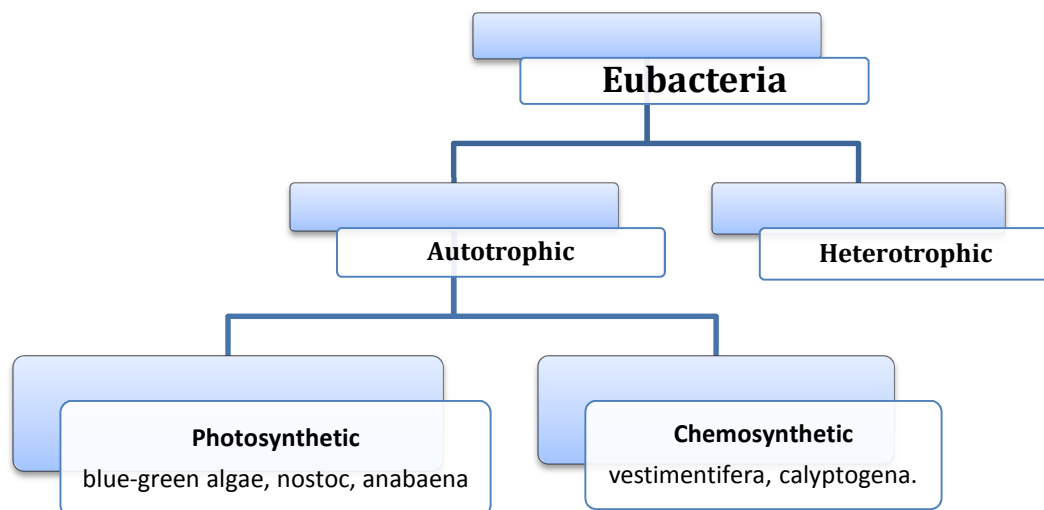 Eubacteria
Autotrophic
Heterotrophic
Photosynthetic
blue-green algae, nostoc, anabaena
Chemosynthetic
vestimentifera, calyptogena.